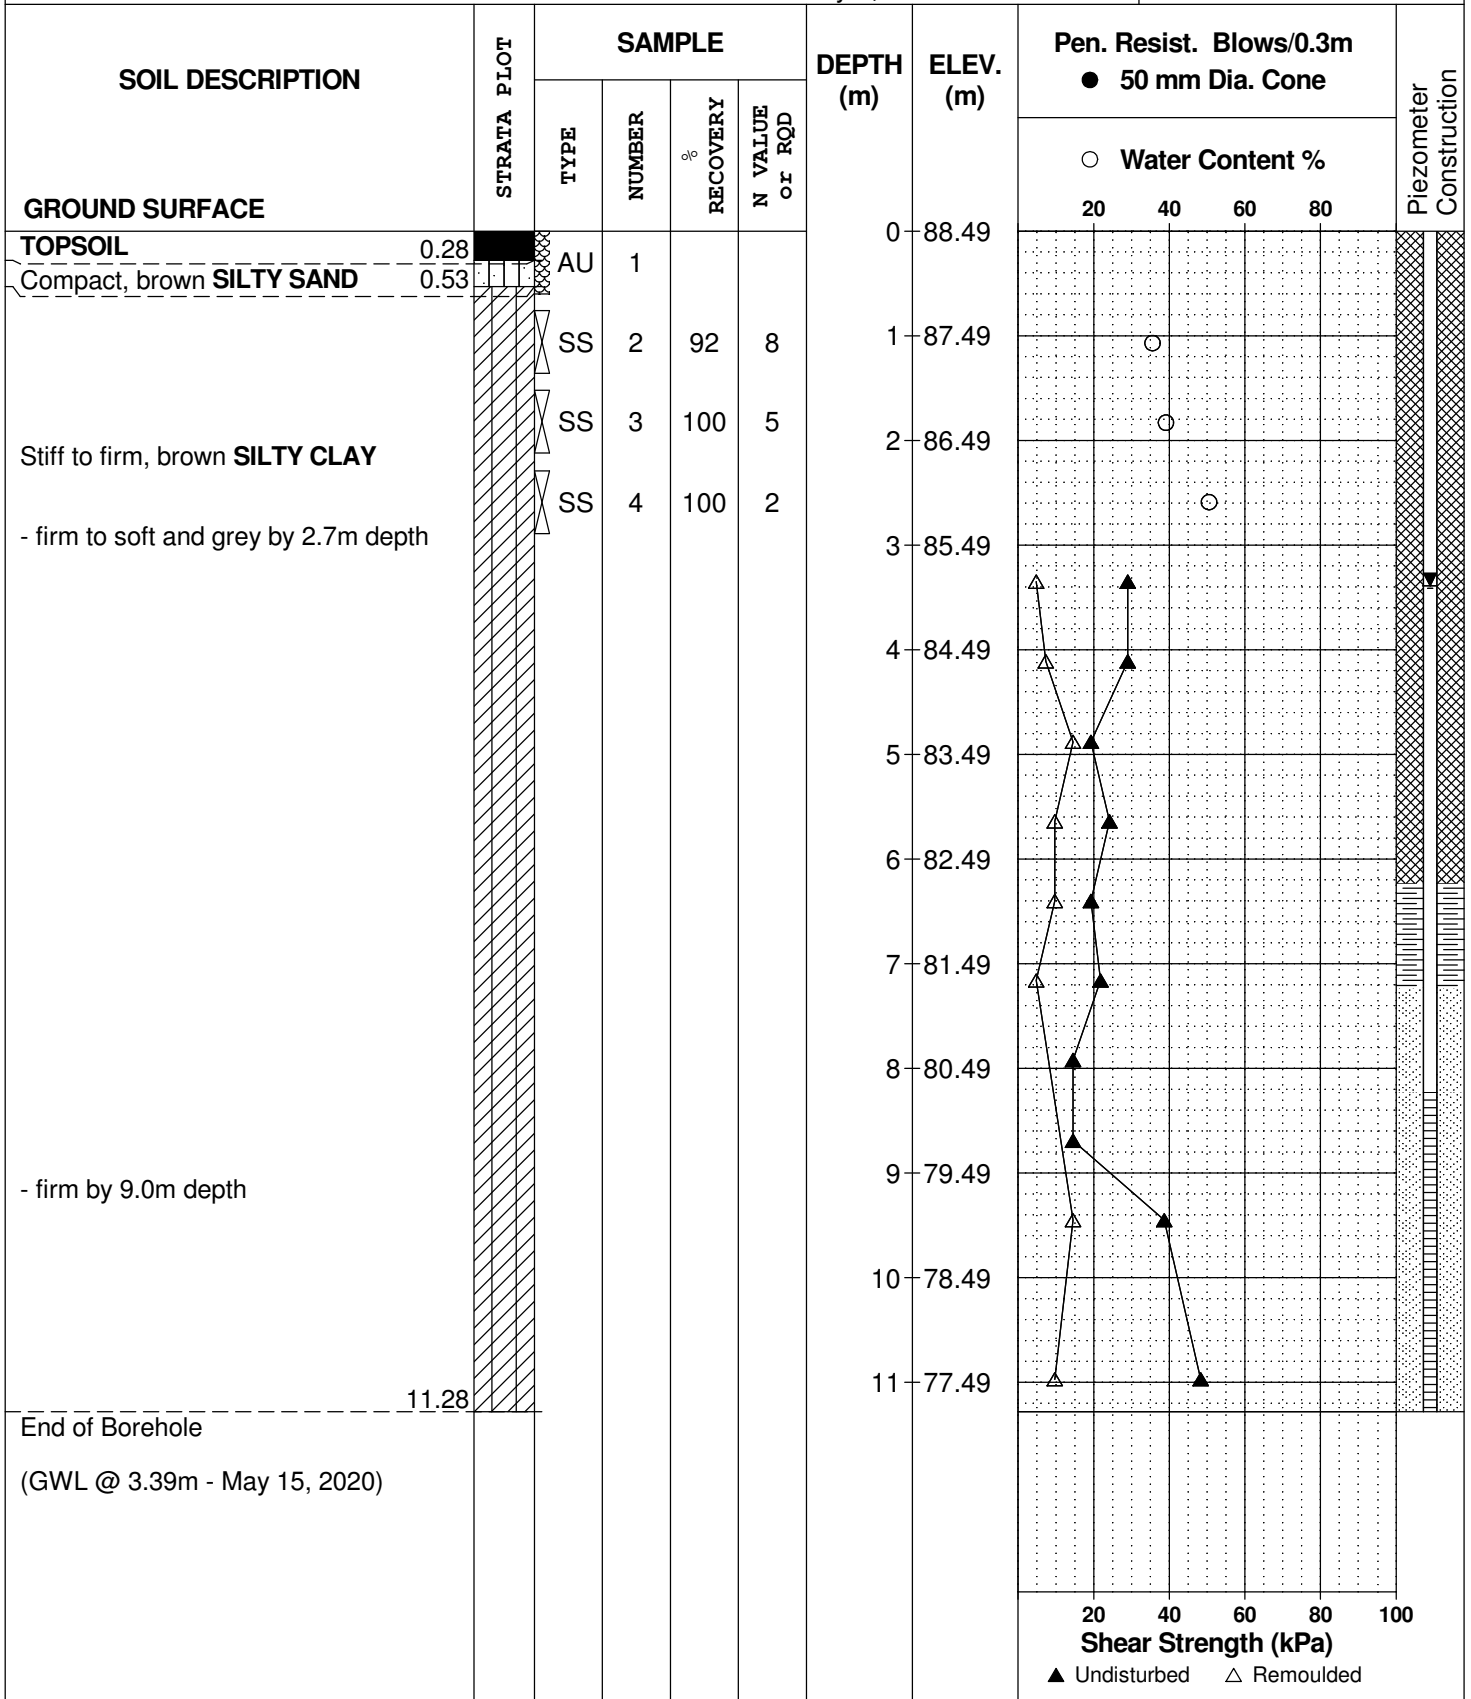 SOIL DESCRIPTION
GROUND SURFACE
STRATA PLOT
SAMPLE
TYPE
NUMBER
%
RECOVERY
N VALUE
or RQD
DEPTH
(m)
ELEV.
(m)
Pen. Resist. Blows/0.3m
● 50 mm Dia. Cone
○ Water Content %
20 40 60 80
Piezometer
Construction
TOPSOIL 0.28
Compact, brown SILTY SAND 0.53
Stiff to firm, brown SILTY CLAY
- firm to soft and grey by 2.7m depth
- firm by 9.0m depth
11.28
End of Borehole
(GWL @ 3.39m - May 15, 2020)
AU 1
SS 2 92 8
SS 3 100 5
SS 4 100 2
0 88.49
1 87.49
2 86.49
3 85.49
4 84.49
5 83.49
6 82.49
7 81.49
8 80.49
9 79.49
10 78.49
11 77.49
20 40 60 80 100
Shear Strength (kPa)
▲ Undisturbed △ Remoulded